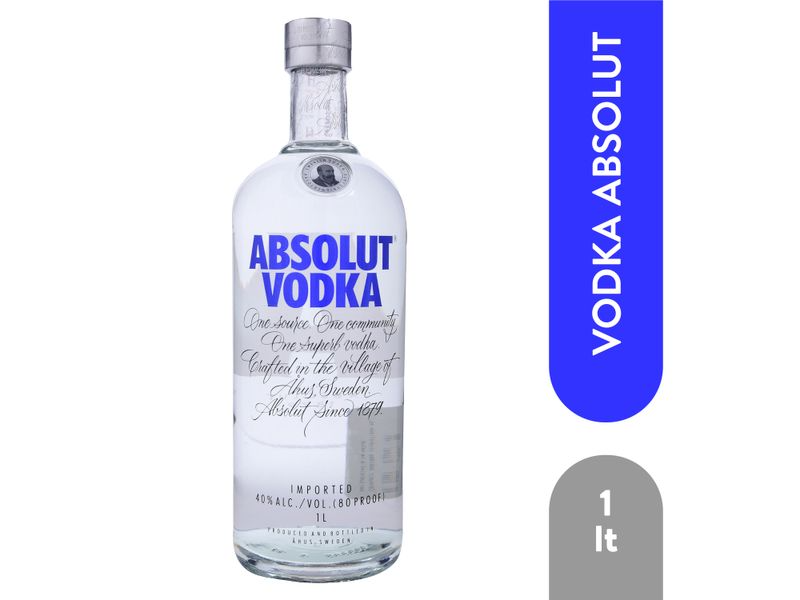 ABSOLUT
VODKA
One source. One community
One superb vodka.
Crafted in the village of
Åhus, Sweden
Absolut Since 1879.
IMPORTED
40% ALC./VOL. (80 PROOF)
1L
PRODUCED AND BOTTLED IN
ÅHUS, SWEDEN
VODKA ABSOLUT
1
lt